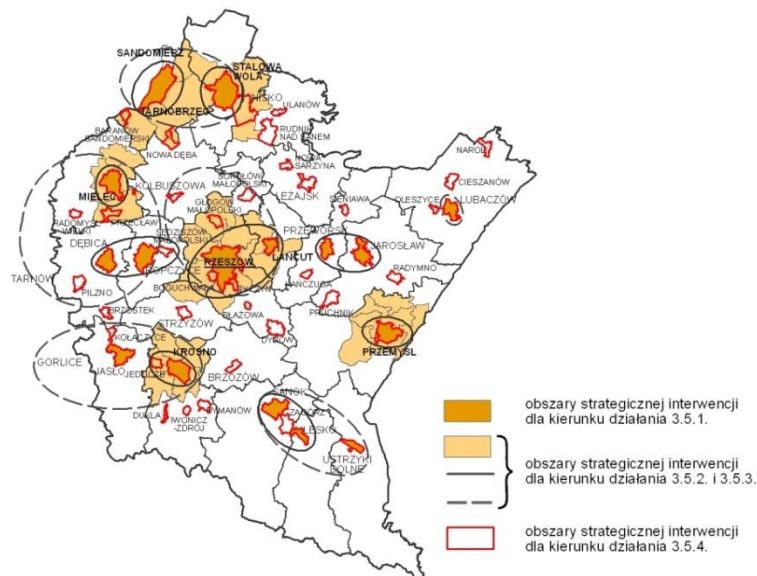 SANDOMIERZ
STALOWA
WOLA
TARNOBRZEG
NISKO
ULANÓW
BARANÓW
SANDOMIERSKI
RUDNIK
NAD SANEM
NOWA DĘBA
NOWA
SARZYNA
NAROL
CIESZANÓW
KOLBUSZOWA
SOKOŁÓW
MAŁOPOLSKI
LEŻAJSK
SIENIAWA
OLESZYCE
LUBACZÓW
MIELEC
GŁOGÓW
MAŁOPOLSKI
RADOMYŚL
WIELKI
PRZECŁAW
SĘDZISZÓW
MAŁOPOLSKI
PRZEWORSK
JAROSŁAW
DĘBICA
RZESZÓW
ŁAŃCUT
TARNÓW
ROPCZYCE
RADYMNO
PILZNO
BOGUCHWAŁA
TYCZYN
KAŃCZUGA
PRUCHNIK
BRZOSTEK
STRZYŻÓW
BŁAŻOWA
DYNÓW
KOŁACZYCE
KROSNO
PRZEMYŚL
GORLICE
JASŁO
JEDLICZE
BRZOZÓW
DUKLA
IWONICZ
-ZDRÓJ
RYMANÓW
SANOK
ZAGÓRZ
LESKO
USTRZYKI
DOLNE
obszary strategicznej interwencji
dla kierunku działania 3.5.1.
obszary strategicznej interwencji
dla kierunku działania 3.5.2. i 3.5.3.
obszary strategicznej interwencji
dla kierunku działania 3.5.4.